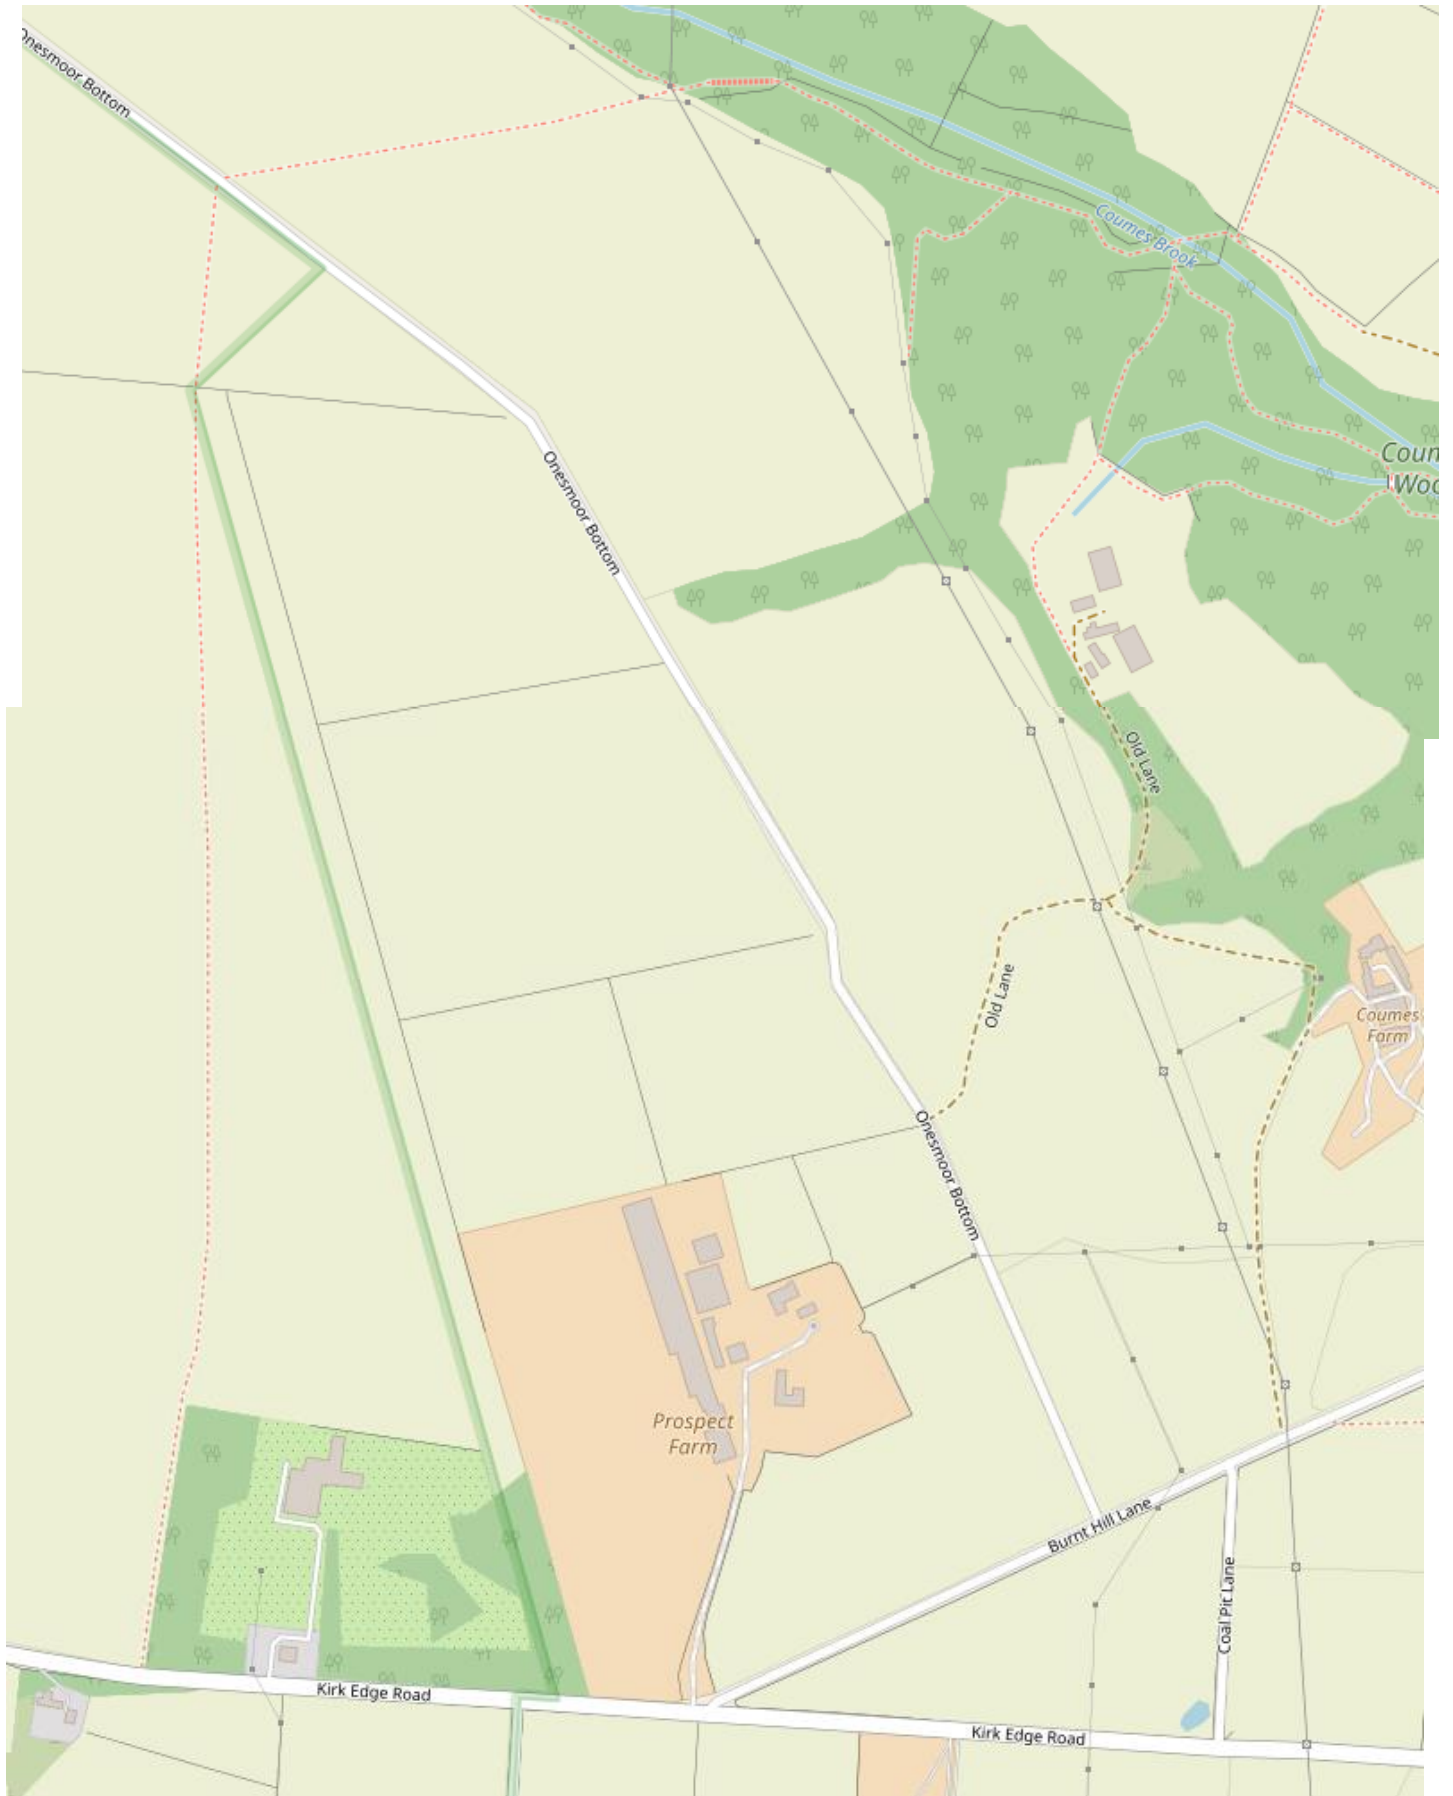 Onesmoor Bottom
Coumes Brook
Onesmoor Bottom
Old Lane
Old Lane
Coumes
Farm
Onesmoor Bottom
Prospect
Farm
Burnt Hill Lane
Coal Pit Lane
Kirk Edge Road
Kirk Edge Road